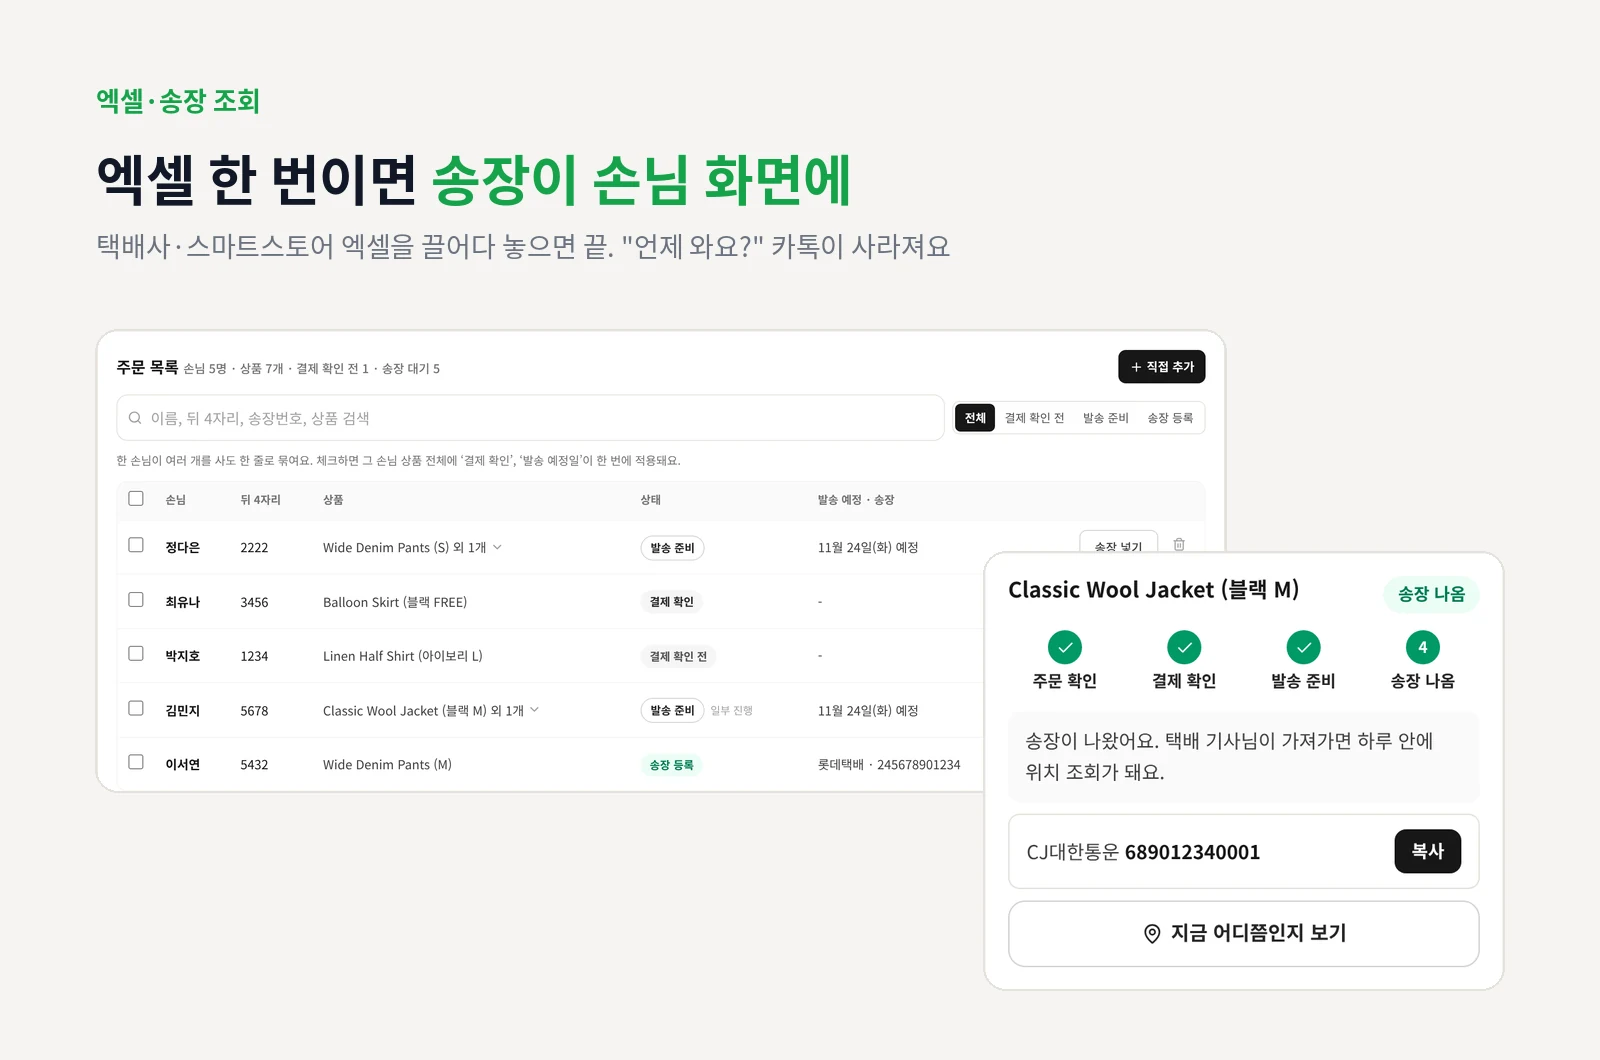 엑셀·송장 조회
엑셀 한 번이면 송장이 손님 화면에
택배사·스마트스토어 엑셀을 끌어다 놓으면 끝. "언제 와요?" 카톡이 사라져요
주문 목록 손님 5명 · 상품 7개 · 결제 확인 전 1 · 송장 대기 5
+ 직접 추가
이름, 뒤 4자리, 송장번호, 상품 검색
전체 결제 확인 전 발송 준비 송장 등록
한 손님이 여러 개를 사도 한 줄로 묶여요. 체크하면 그 손님 상품 전체에 ‘결제 확인’, ‘발송 예정일’이 한 번에 적용돼요.
손님 뒤 4자리 상품 상태 발송 예정 · 송장
정다은 2222 Wide Denim Pants (S) 외 1개 발송 준비 11월 24일(화) 예정 송장 넣기
최유나 3456 Balloon Skirt (블랙 FREE) 결제 확인 -
박지호 1234 Linen Half Shirt (아이보리 L) 결제 확인 전 -
김민지 5678 Classic Wool Jacket (블랙 M) 외 1개 발송 준비 일부 진행 11월 24일(화) 예정
이서연 5432 Wide Denim Pants (M) 송장 등록 롯데택배 · 245678901234
Classic Wool Jacket (블랙 M) 송장 나옴
4
주문 확인 결제 확인 발송 준비 송장 나옴
송장이 나왔어요. 택배 기사님이 가져가면 하루 안에
위치 조회가 돼요.
CJ대한통운 689012340001 복사
지금 어디쯤인지 보기